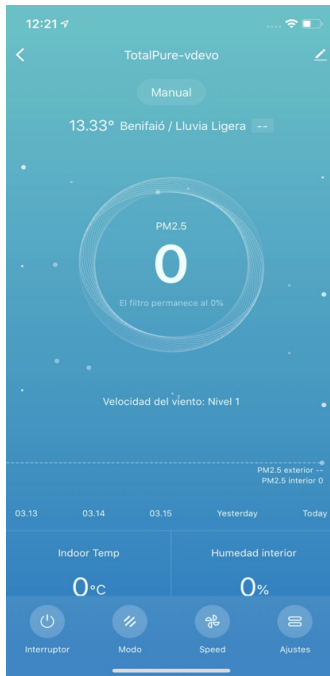 12:21
TotalPure-vdevo
Manual
13.33° Benifaió / Lluvia Ligera --
PM2.5
0
El filtro permanece al 0%
Velocidad del viento: Nivel 1
PM2.5 exterior --
PM2.5 interior 0
03.13 03.14 03.15 Yesterday Today
Indoor Temp Humedad interior
0°C 0%
Interruptor Modo Speed Ajustes